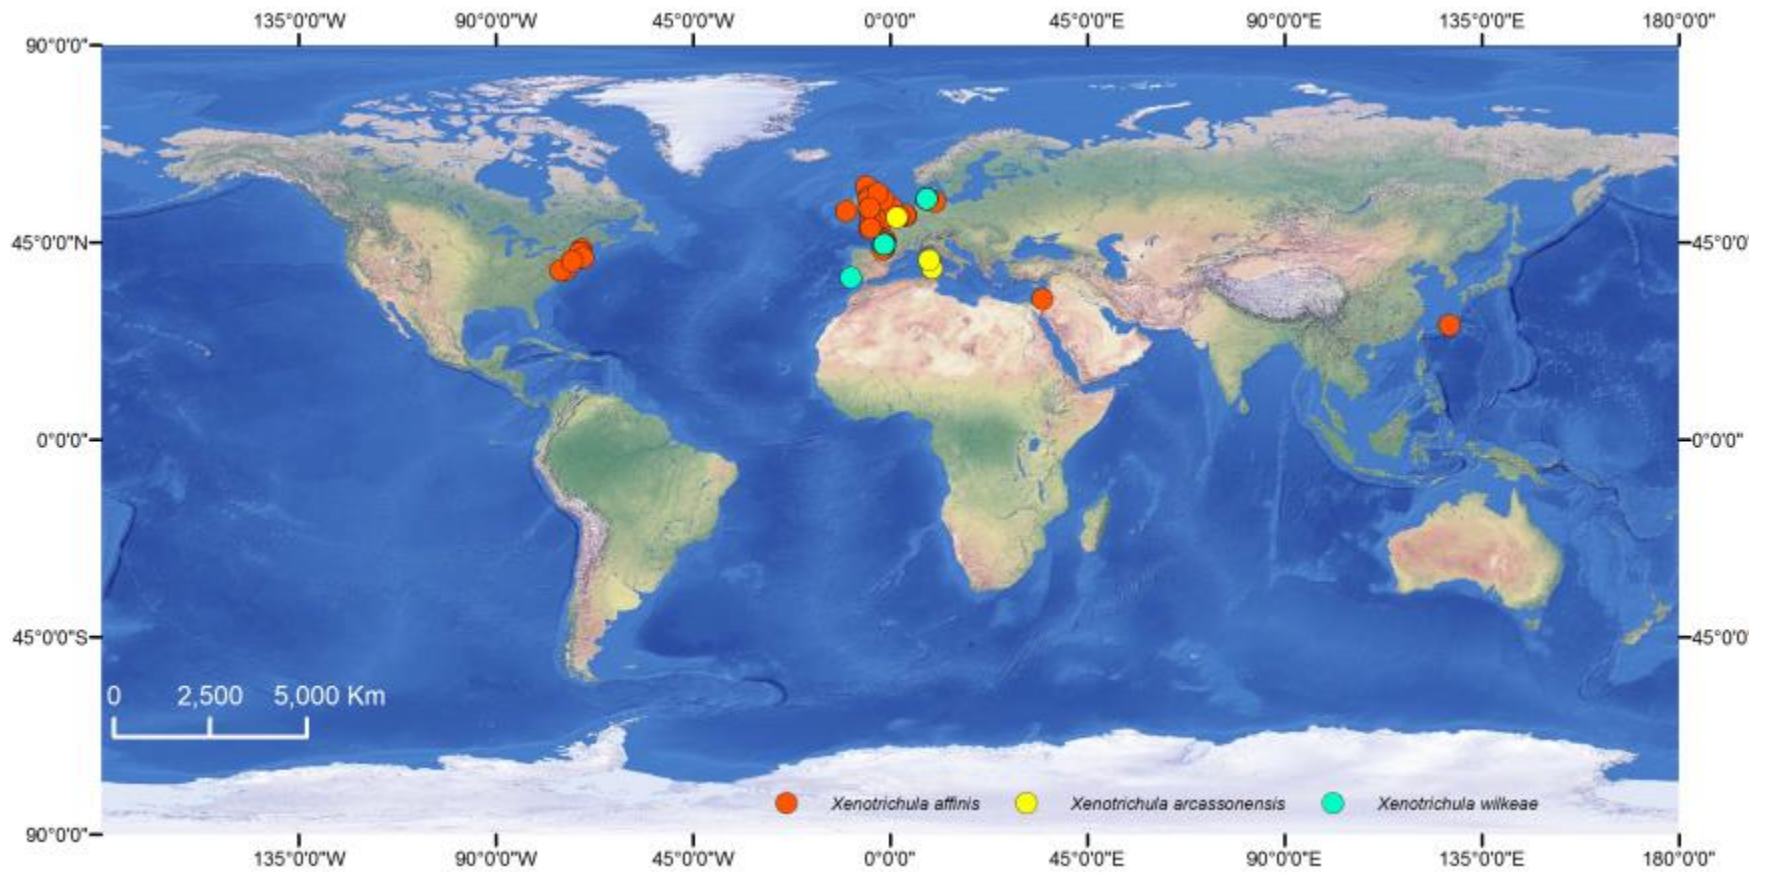 135°0'0"W 90°0'0"W 45°0'0"W 0°0'0" 45°0'0"E 90°0'0"E 135°0'0"E 180°0'0"
90°0'0"
45°0'0"N 45°0'0'
0°0'0" 0°0'0"
45°0'0"S 45°0'0'
0 2,500 5,000 Km
Xenotrichula affinis Xenotrichula arcassonensis Xenotrichula wilkeae
90°0'0"
135°0'0"W 90°0'0"W 45°0'0"W 0°0'0" 45°0'0"E 90°0'0"E 135°0'0"E 180°0'0"